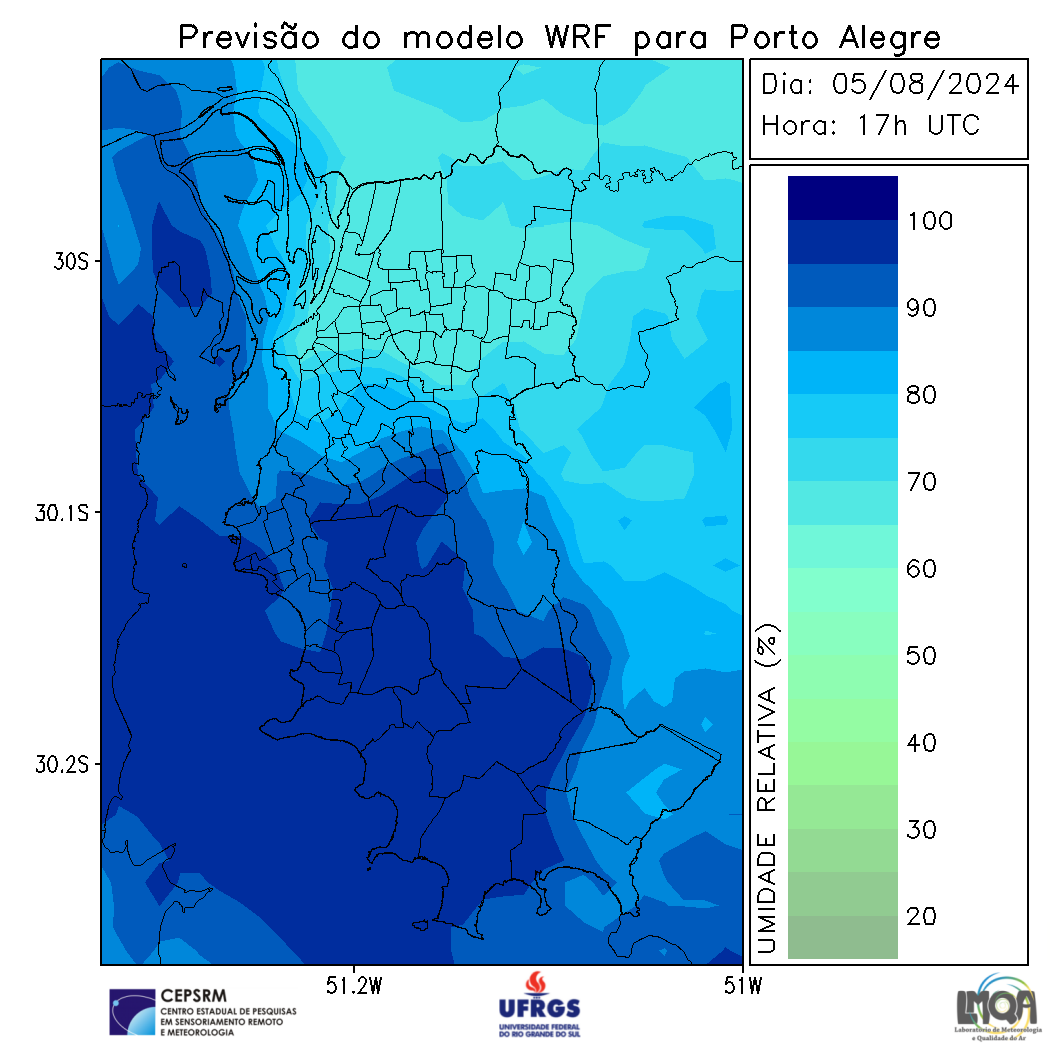 Previsão do modelo WRF para Porto Alegre
Dia: 05/08/2024
Hora: 17h UTC
30S
30.1S
30.2S
51.2W
51W
100
90
80
70
60
50
40
30
20
UMIDADE RELATIVA (%)
CEPSRM
CENTRO ESTADUAL DE PESQUISAS
EM SENSORIAMENTO REMOTO
E METEOROLOGIA
UFRGS
UNIVERSIDADE FEDERAL
DO RIO GRANDE DO SUL
LMQA
Laboratório de Meteorologia
e Qualidade do Ar